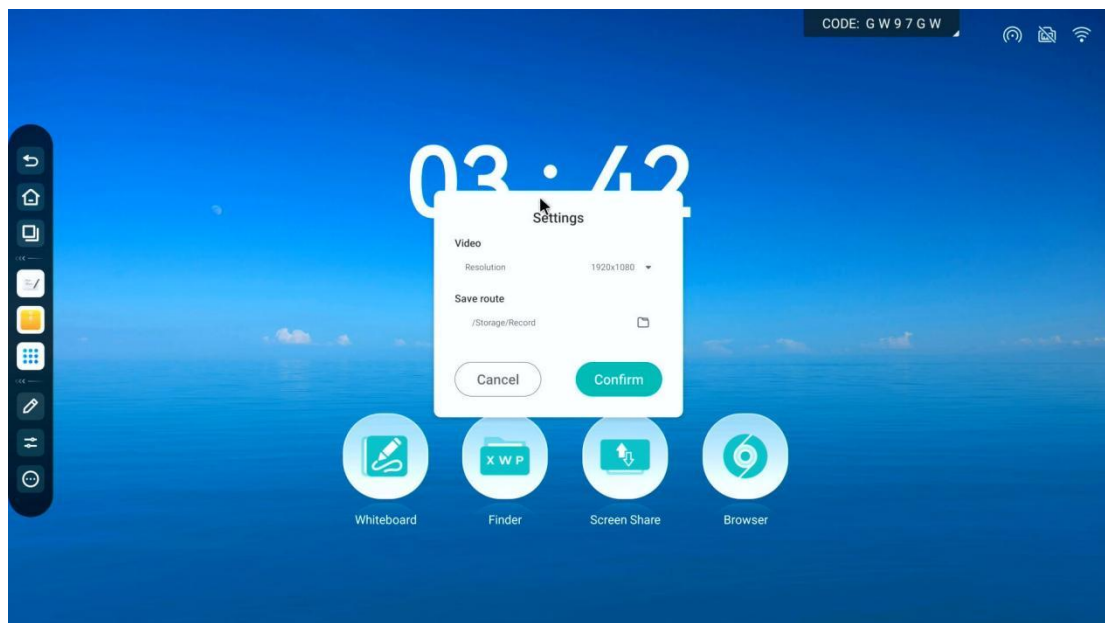 CODE: G W 9 7 G W
03 : 42
Settings
Video
Resolution 1920x1080
Save route
/Storage/Record
Cancel Confirm
X W P
Whiteboard Finder Screen Share Browser